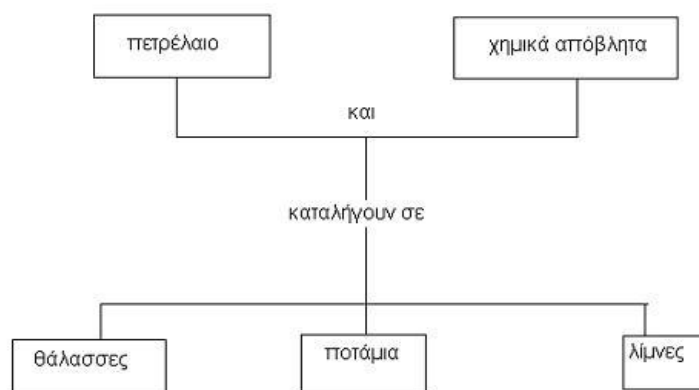 πετρέλαιο
χημικά απόβλητα
και
καταλήγουν σε
θάλασσες
ποτάμια
λίμνες